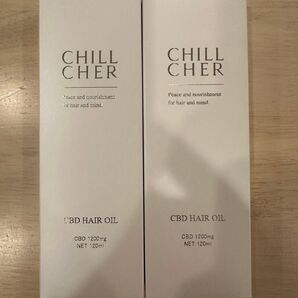 CHILL
CHER
Peace and nourishment
for hair and mind.
CBD HAIR OIL
CBD 1200mg
NET 120ml
CHILL
CHER
Peace and nourishment
for hair and mind.
CBD HAIR OIL
CBD 1200mg
NET 120ml